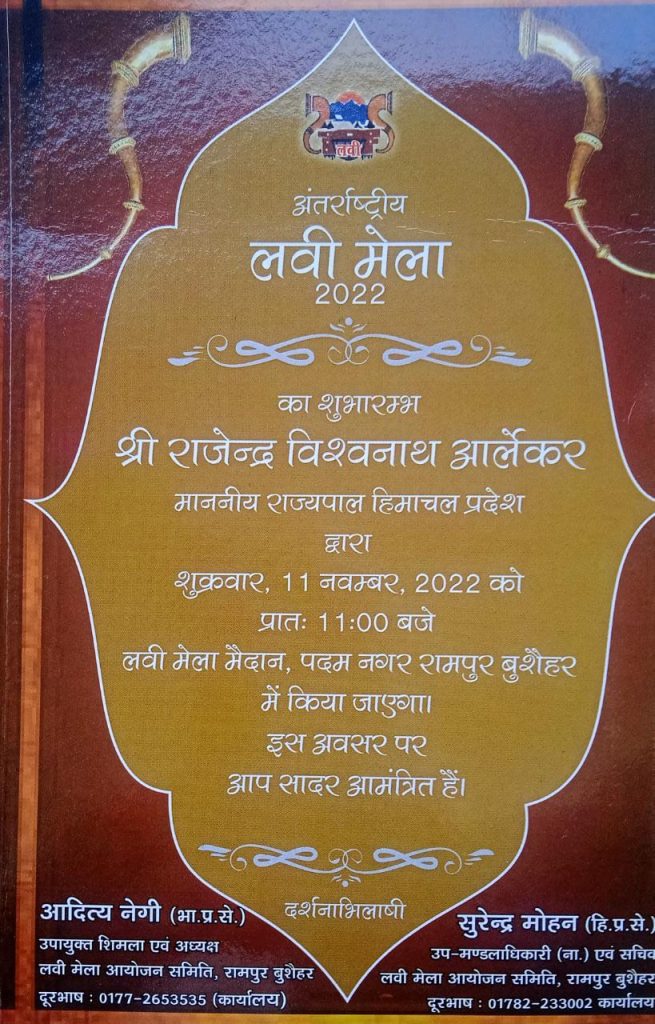 लवी
अंतर्राष्ट्रीय
लवी मेला
2022
का शुभारम्भ
श्री राजेन्द्र विश्वनाथ आर्लेकर
माननीय राज्यपाल हिमाचल प्रदेश
द्वारा
शुक्रवार, 11 नवम्बर, 2022 को
प्रातः 11:00 बजे
लवी मेला मैदान, पदम नगर रामपुर बुशैहर
में किया जाएगा।
इस अवसर पर
आप सादर आमंत्रित हैं।
दर्शनाभिलाषी
आदित्य नेगी (भा.प्र.से.)
उपायुक्त शिमला एवं अध्यक्ष
लवी मेला आयोजन समिति, रामपुर बुशैहर
दूरभाष : 0177-2653535 (कार्यालय)
सुरेन्द्र मोहन (हि.प्र.से.)
उप-मण्डलाधिकारी (ना.) एवं सचिव
लवी मेला आयोजन समिति, रामपुर बुशैहर
दूरभाष : 01782-233002 कार्यालय